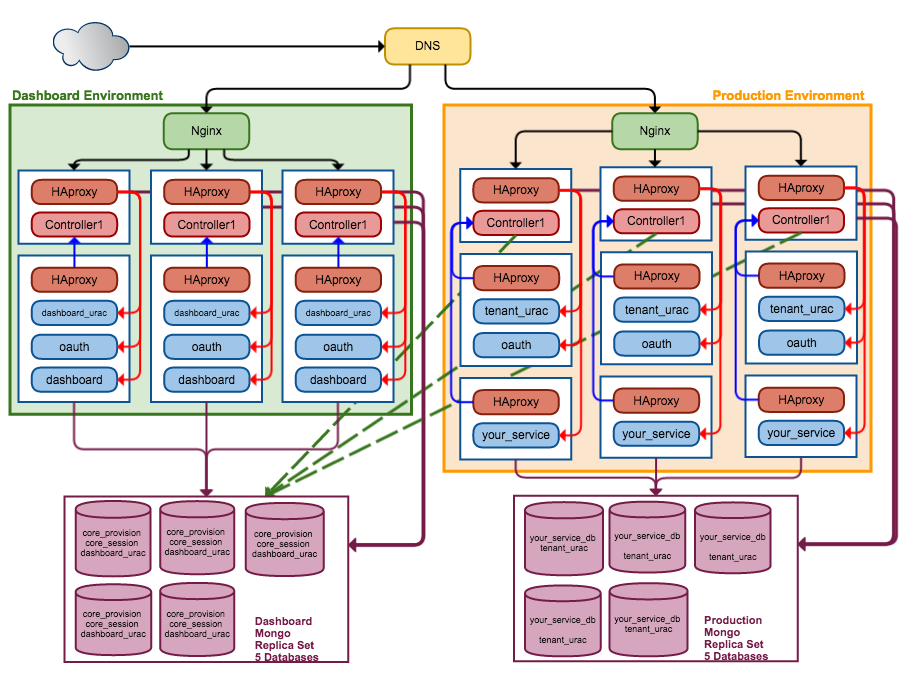 DNS
Dashboard Environment
Production Environment
Nginx
Nginx
HAproxy
HAproxy
HAproxy
HAproxy
HAproxy
HAproxy
Controller1
Controller1
Controller1
Controller1
Controller1
Controller1
HAproxy
HAproxy
HAproxy
HAproxy
HAproxy
HAproxy
dashboard_urac
dashboard_urac
dashboard_urac
tenant_urac
tenant_urac
tenant_urac
oauth
oauth
oauth
oauth
oauth
oauth
dashboard
dashboard
dashboard
HAproxy
HAproxy
HAproxy
your_service
your_service
your_service
core_provision
core_session
dashboard_urac
core_provision
core_session
dashboard_urac
core_provision
core_session
dashboard_urac
core_provision
core_session
dashboard_urac
core_provision
core_session
dashboard_urac
Dashboard
Mongo
Replica Set
5 Databases
your_service_db
tenant_urac
your_service_db
tenant_urac
your_service_db
tenant_urac
your_service_db
tenant_urac
your_service_db
tenant_urac
Production
Mongo
Replica Set
5 Databases